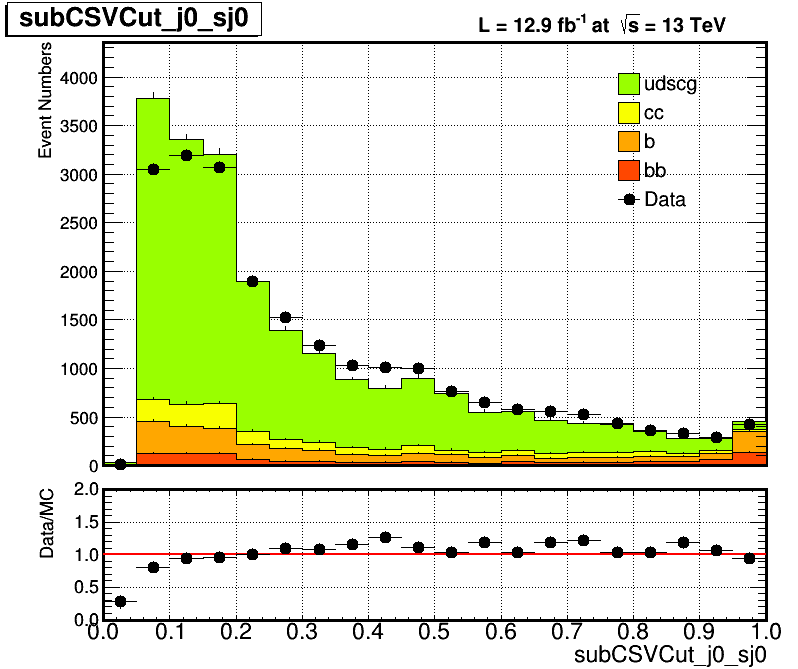 subCSVCut_j0_sj0
L = 12.9 fb-1 at √s = 13 TeV
Event Numbers
4000
3500
3000
2500
2000
1500
1000
500
0
udscg
cc
b
bb
Data
Data/MC
2.0
1.5
1.0
0.5
0.0
0.0 0.1 0.2 0.3 0.4 0.5 0.6 0.7 0.8 0.9 1.0
subCSVCut_j0_sj0